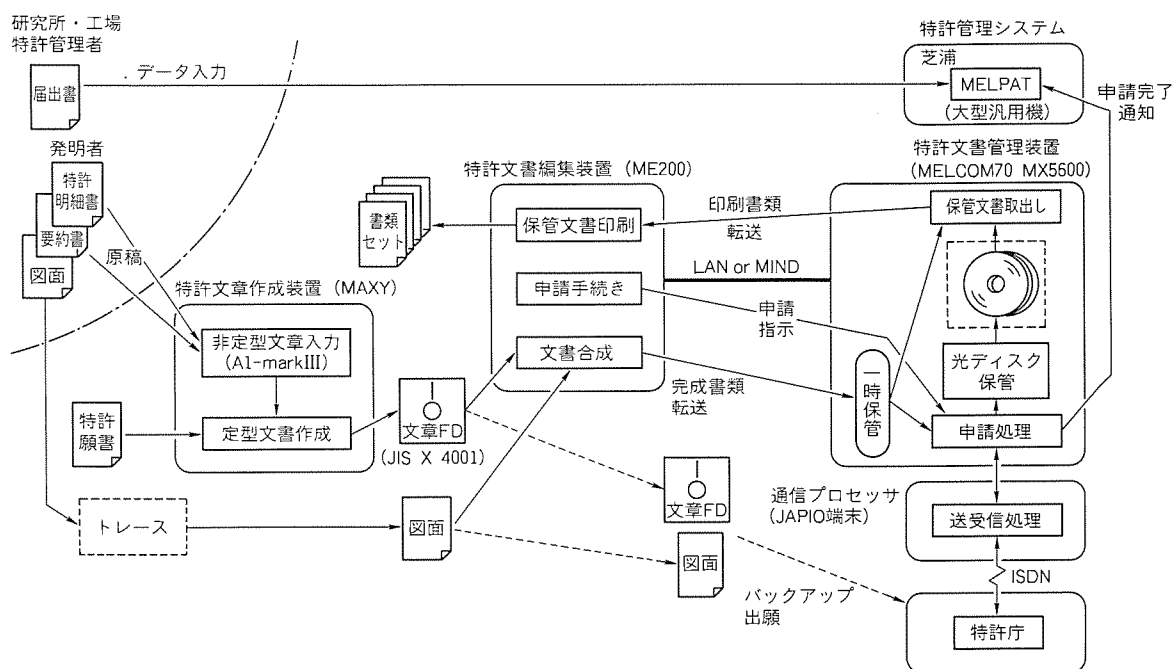 研究所・工場
特許管理者
届出書
.データ入力
特許管理システム
芝浦
MELPAT
(大型汎用機)
申請完了
通知
発明者
特許
明細書
要約書
図面
原稿
特許文章作成装置 (MAXY)
非定型文章入力
(A1-markIII)
定型文書作成
特許
願書
トレース
文章FD
(JIS X 4001)
図面
書類
セット
特許文書編集装置 (ME200)
保管文書印刷
申請手続き
文書合成
印刷書類
転送
LAN or MIND
申請
指示
完成書類
転送
特許文書管理装置
(MELCOM70 MX5600)
保管文書取出し
光ディスク
保管
一時保管
申請処理
文章FD
図面
バックアップ
出願
通信プロセッサ
(JAPIO端末)
送受信処理
ISDN
特許庁